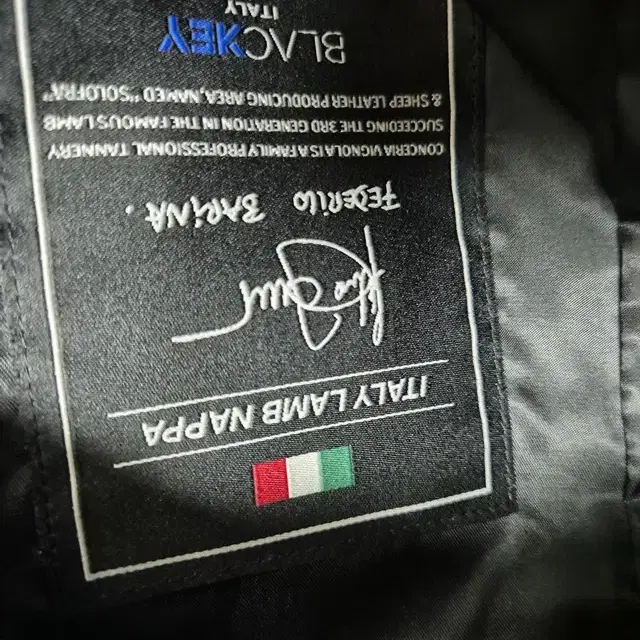 ITALY LAMB NAPPA
FEDERILO BARINA.
CONCERIA VIGNOLA IS A FAMILY PROFESSIONAL TANNERY
SUCCEEDING THE 3RD GENERATION IN THE FAMOUS LAMB
& SHEEP LEATHER PRODUCING AREA, NAMED "SOLOFRA"
BLACKEY
ITALY